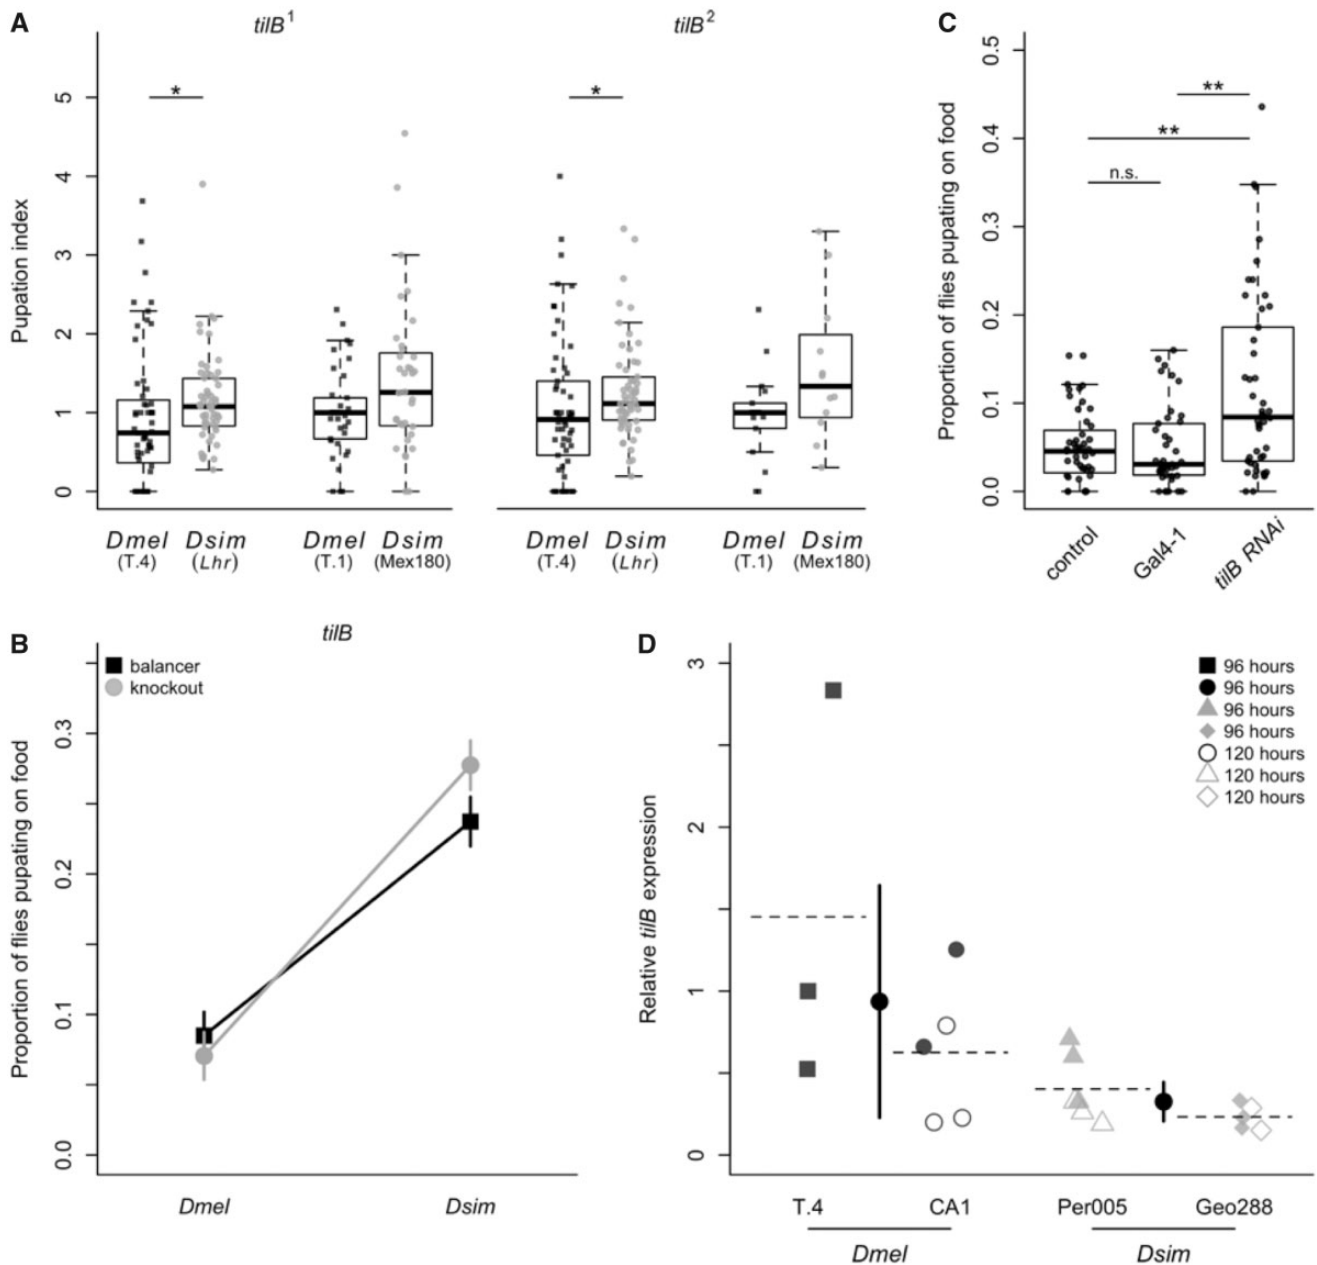 A
tilB1
tilB2
Pupation index
5
4
3
2
1
0
*
*
Dmel Dsim Dmel Dsim Dmel Dsim Dmel Dsim
(T.4) (Lhr) (T.1) (Mex180) (T.4) (Lhr) (T.1) (Mex180)
C
Proportion of flies pupating on food
0.5
0.4
0.3
0.2
0.1
0.0
**
**
n.s.
control
Gal4-1
tilB RNAi
B
tilB
balancer
knockout
Proportion of flies pupating on food
0.3
0.2
0.1
0.0
Dmel
Dsim
D
Relative tilB expression
3
2
1
0
96 hours
96 hours
96 hours
96 hours
120 hours
120 hours
120 hours
T.4 CA1 Per005 Geo288
Dmel Dsim